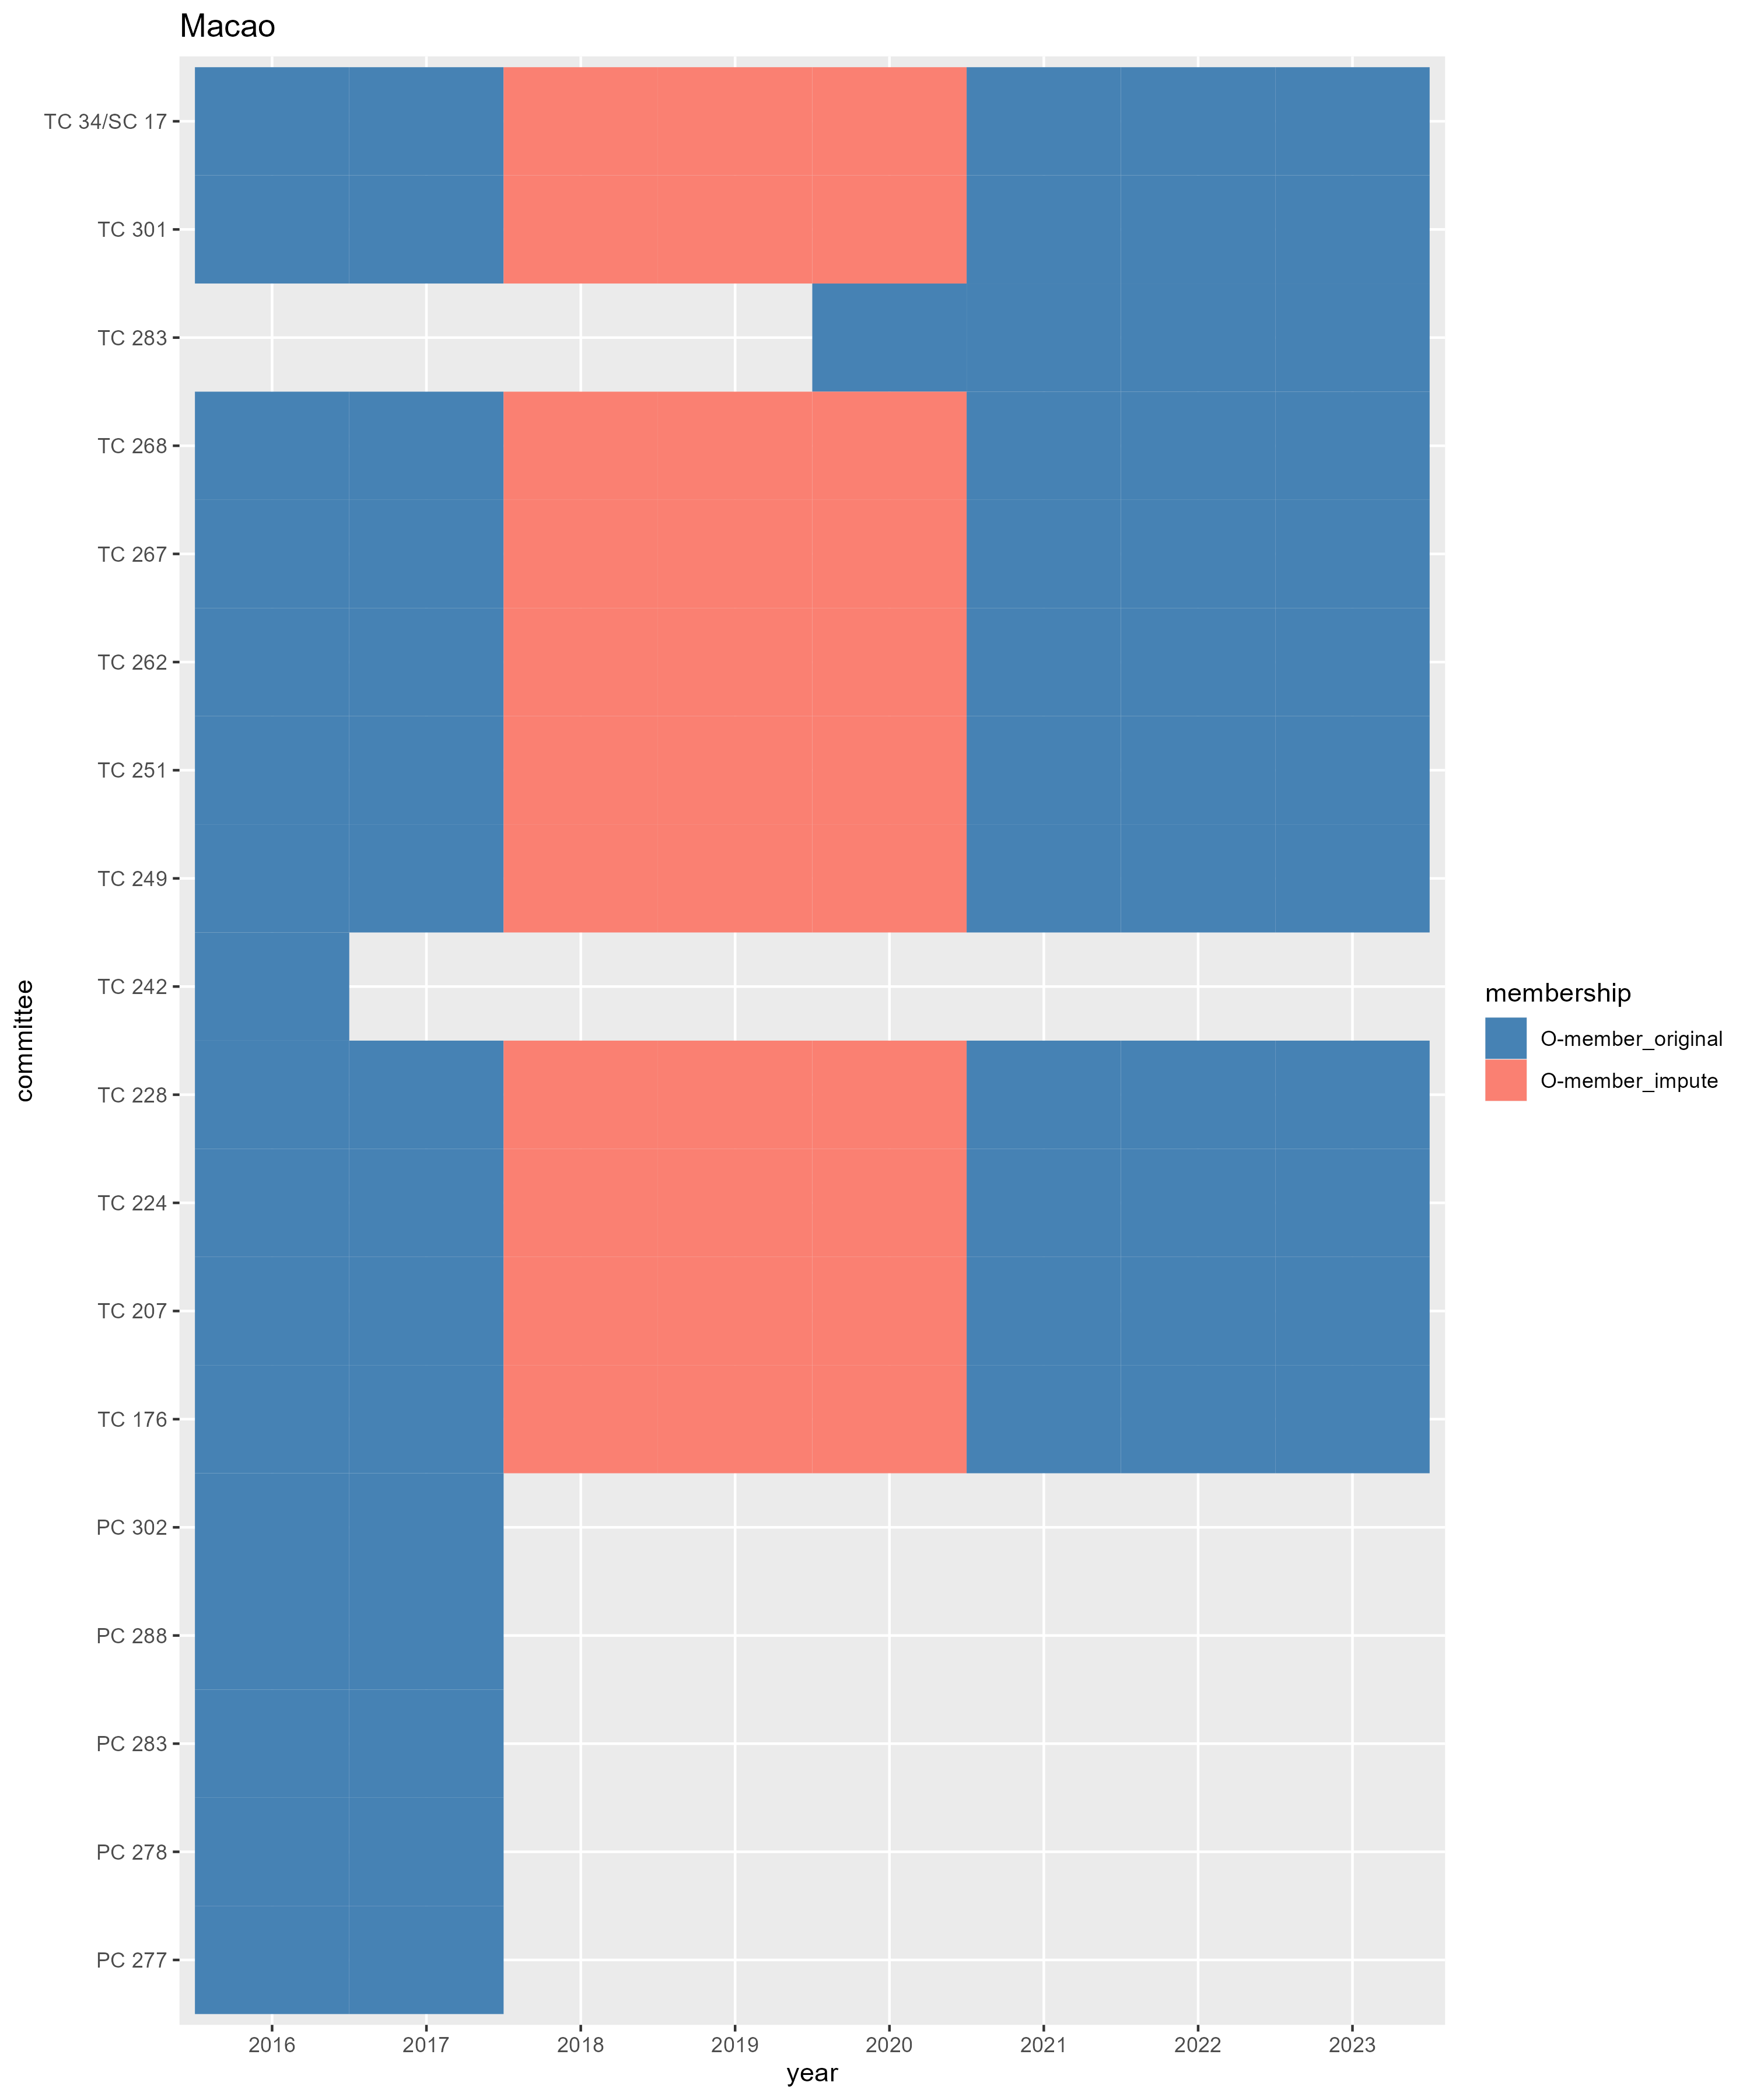 Macao
TC 34/SC 17
TC 301
TC 283
TC 268
TC 267
TC 262
TC 251
TC 249
TC 242
TC 228
TC 224
TC 207
TC 176
PC 302
PC 288
PC 283
PC 278
PC 277
committee
2016 2017 2018 2019 2020 2021 2022 2023
year
membership
O-member_original
O-member_impute